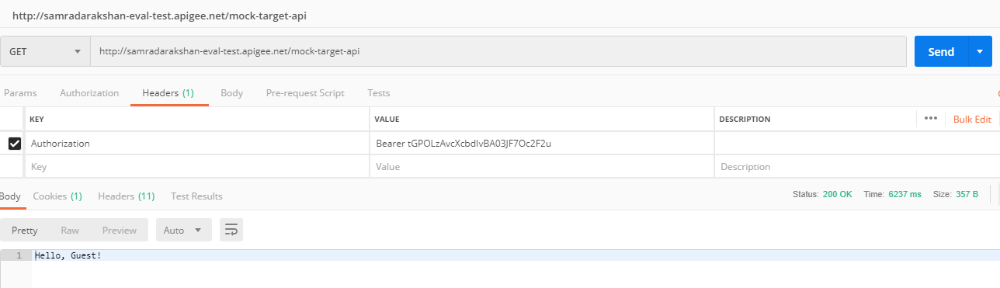 http://samradarakshan-eval-test.apigee.net/mock-target-api
GET http://samradarakshan-eval-test.apigee.net/mock-target-api Send
Params Authorization Headers (1) Body Pre-request Script Tests
KEY VALUE DESCRIPTION ••• Bulk Edit
Authorization Bearer tGPOLzAvcXcbdIvBA03JF7Oc2F2u
Key Value Description
Body Cookies (1) Headers (11) Test Results Status: 200 OK Time: 6237 ms Size: 357 B
Pretty Raw Preview Auto
1 Hello, Guest!